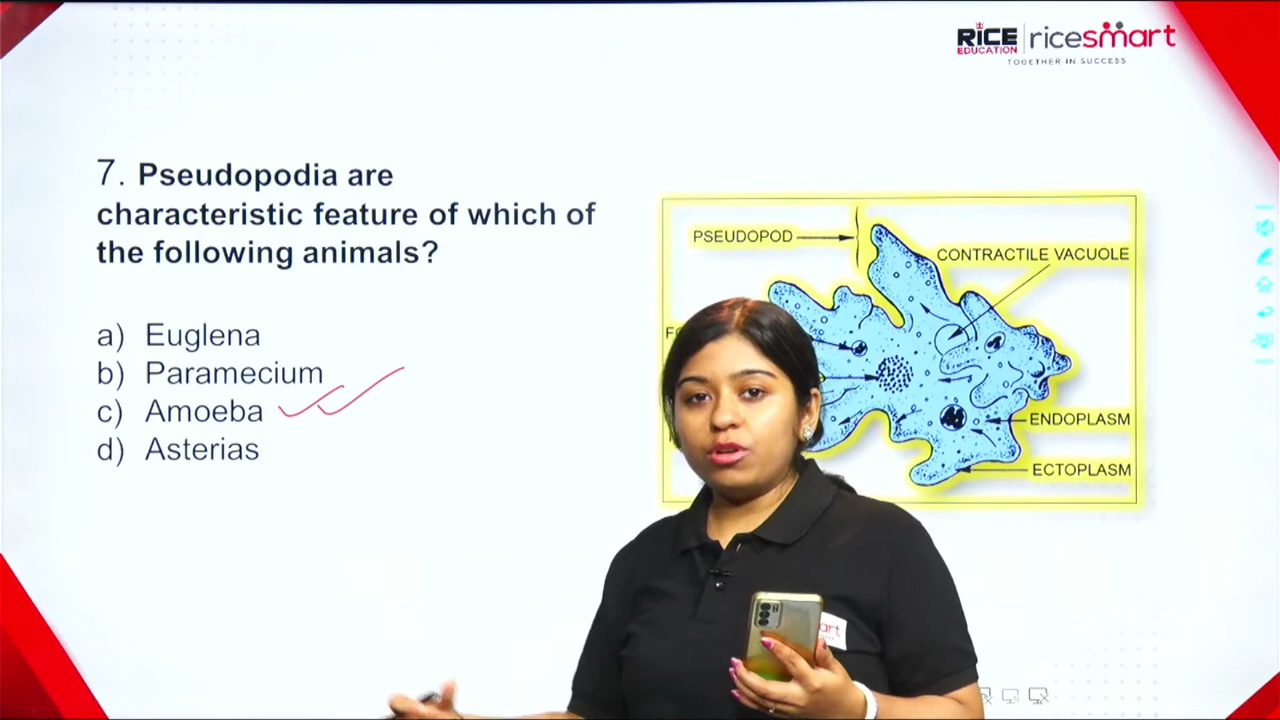 RICE
EDUCATION
ricesmart
TOGETHER IN SUCCESS
7. Pseudopodia are
characteristic feature of which of
the following animals?
a) Euglena
b) Paramecium
c) Amoeba
d) Asterias
PSEUDOPOD
CONTRACTILE VACUOLE
ENDOPLASM
ECTOPLASM
art